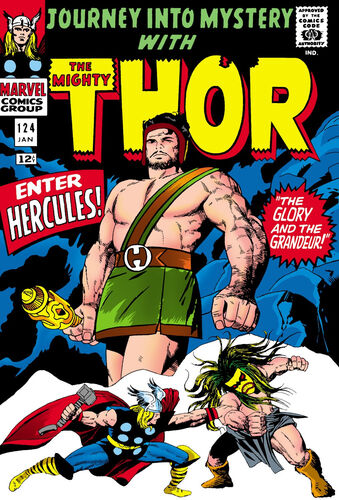 JOURNEY INTO MYSTERY
WITH
THE MIGHTY
THOR
APPROVED
BY THE
COMICS
CODE
AUTHORITY
IND.
MARVEL
COMICS
GROUP
124
JAN
12¢
ENTER
HERCULES!
"THE
GLORY
AND THE
GRANDEUR!"
H